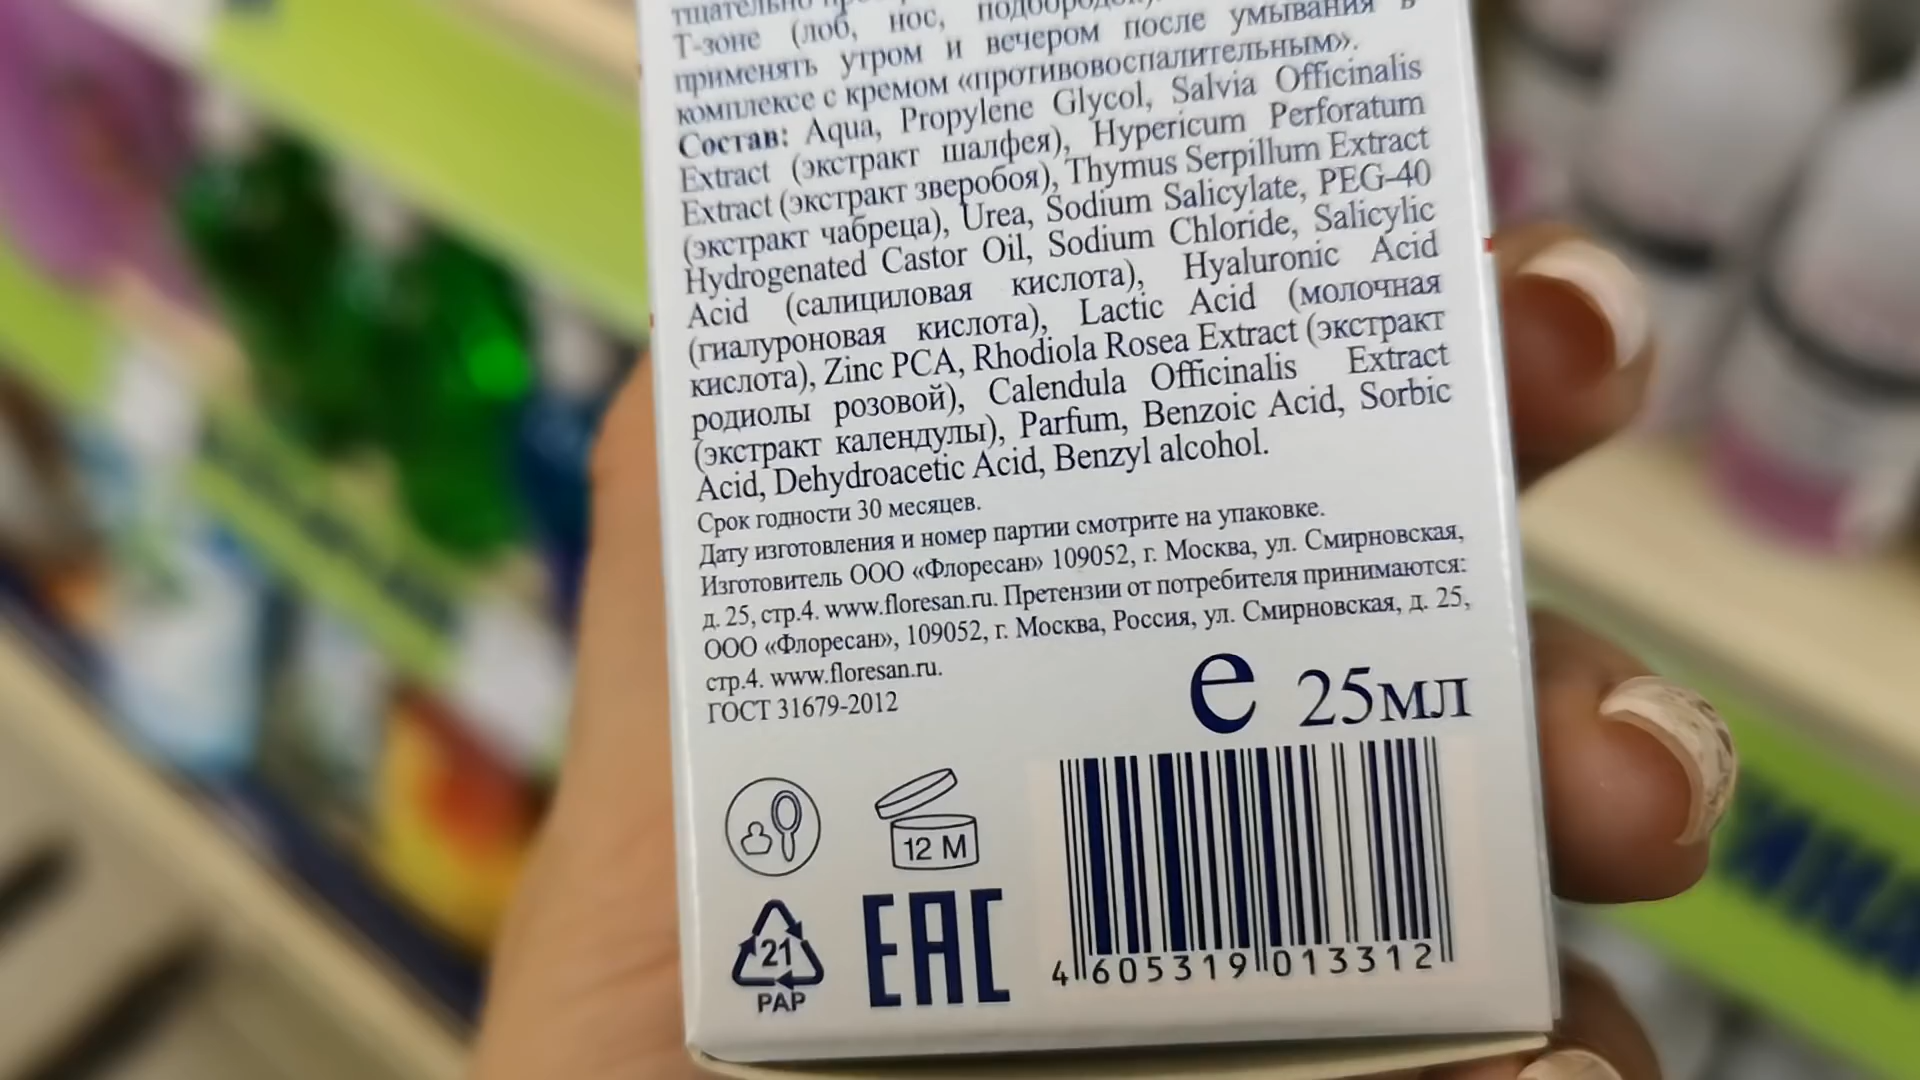 тщательно
Т-зоне (лоб, нос, подбородок).
применять утром и вечером после умывания в
комплексе с кремом «противовоспалительным».
Состав: Aqua, Propylene Glycol, Salvia Officinalis
Extract (экстракт шалфея), Hypericum Perforatum
Extract (экстракт зверобоя), Thymus Serpillum Extract
(экстракт чабреца), Urea, Sodium Salicylate, PEG-40
Hydrogenated Castor Oil, Sodium Chloride, Salicylic
Acid (салициловая кислота), Hyaluronic Acid
(гиалуроновая кислота), Lactic Acid (молочная
кислота), Zinc PCA, Rhodiola Rosea Extract (экстракт
родиолы розовой), Calendula Officinalis Extract
(экстракт календулы), Parfum, Benzoic Acid, Sorbic
Acid, Dehydroacetic Acid, Benzyl alcohol.
Срок годности 30 месяцев.
Дату изготовления и номер партии смотрите на упаковке.
Изготовитель ООО «Флоресан» 109052, г. Москва, ул. Смирновская,
д. 25, стр.4. www.floresan.ru. Претензии от потребителя принимаются:
ООО «Флоресан», 109052, г. Москва, Россия, ул. Смирновская, д. 25,
стр.4. www.floresan.ru.
ГОСТ 31679-2012
e 25мл
12 M
21
PAP
EAC
4 605319 013312